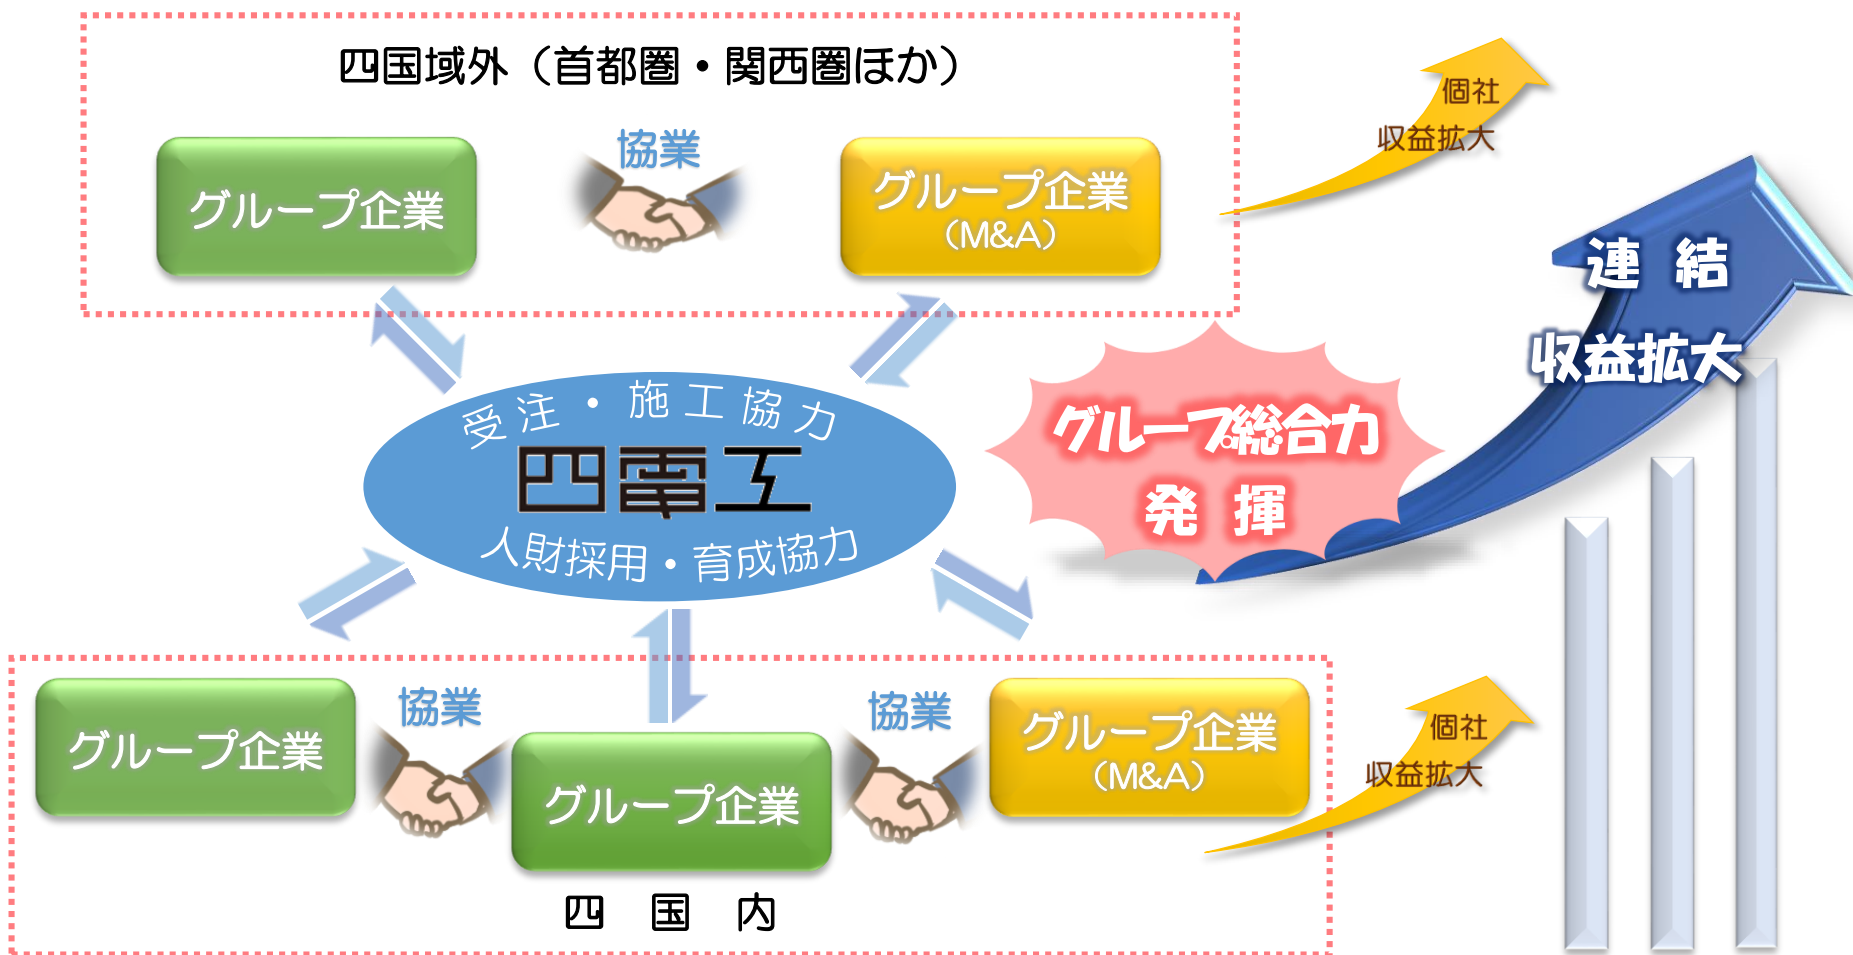 四国域外（首都圏・関西圏ほか）
協業
グループ企業
グループ企業
（M&A）
個社
収益拡大
連結
収益拡大
受注・施工協力
四電工
人財採用・育成協力
グループ総合力
発揮
協業
協業
グループ企業
グループ企業
グループ企業
（M&A）
個社
収益拡大
四国内